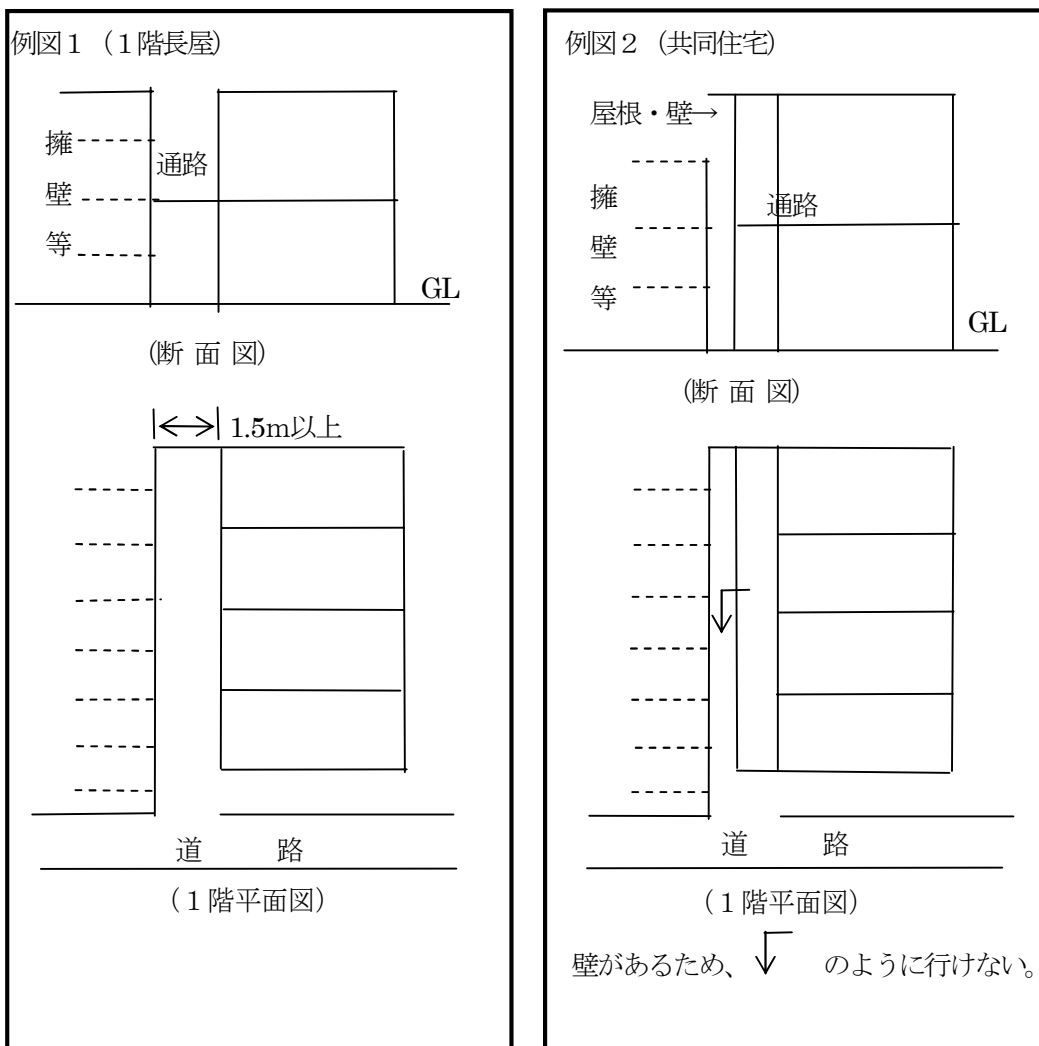 例図１（１階長屋）
擁
壁
等
通路
GL
(断 面 図)
1.5m以上
道　　路
（１階平面図）
例図２（共同住宅）
屋根・壁→
擁
壁
等
通路
GL
(断 面 図)
道　　路
（１階平面図）
壁があるため、　　のように行けない。